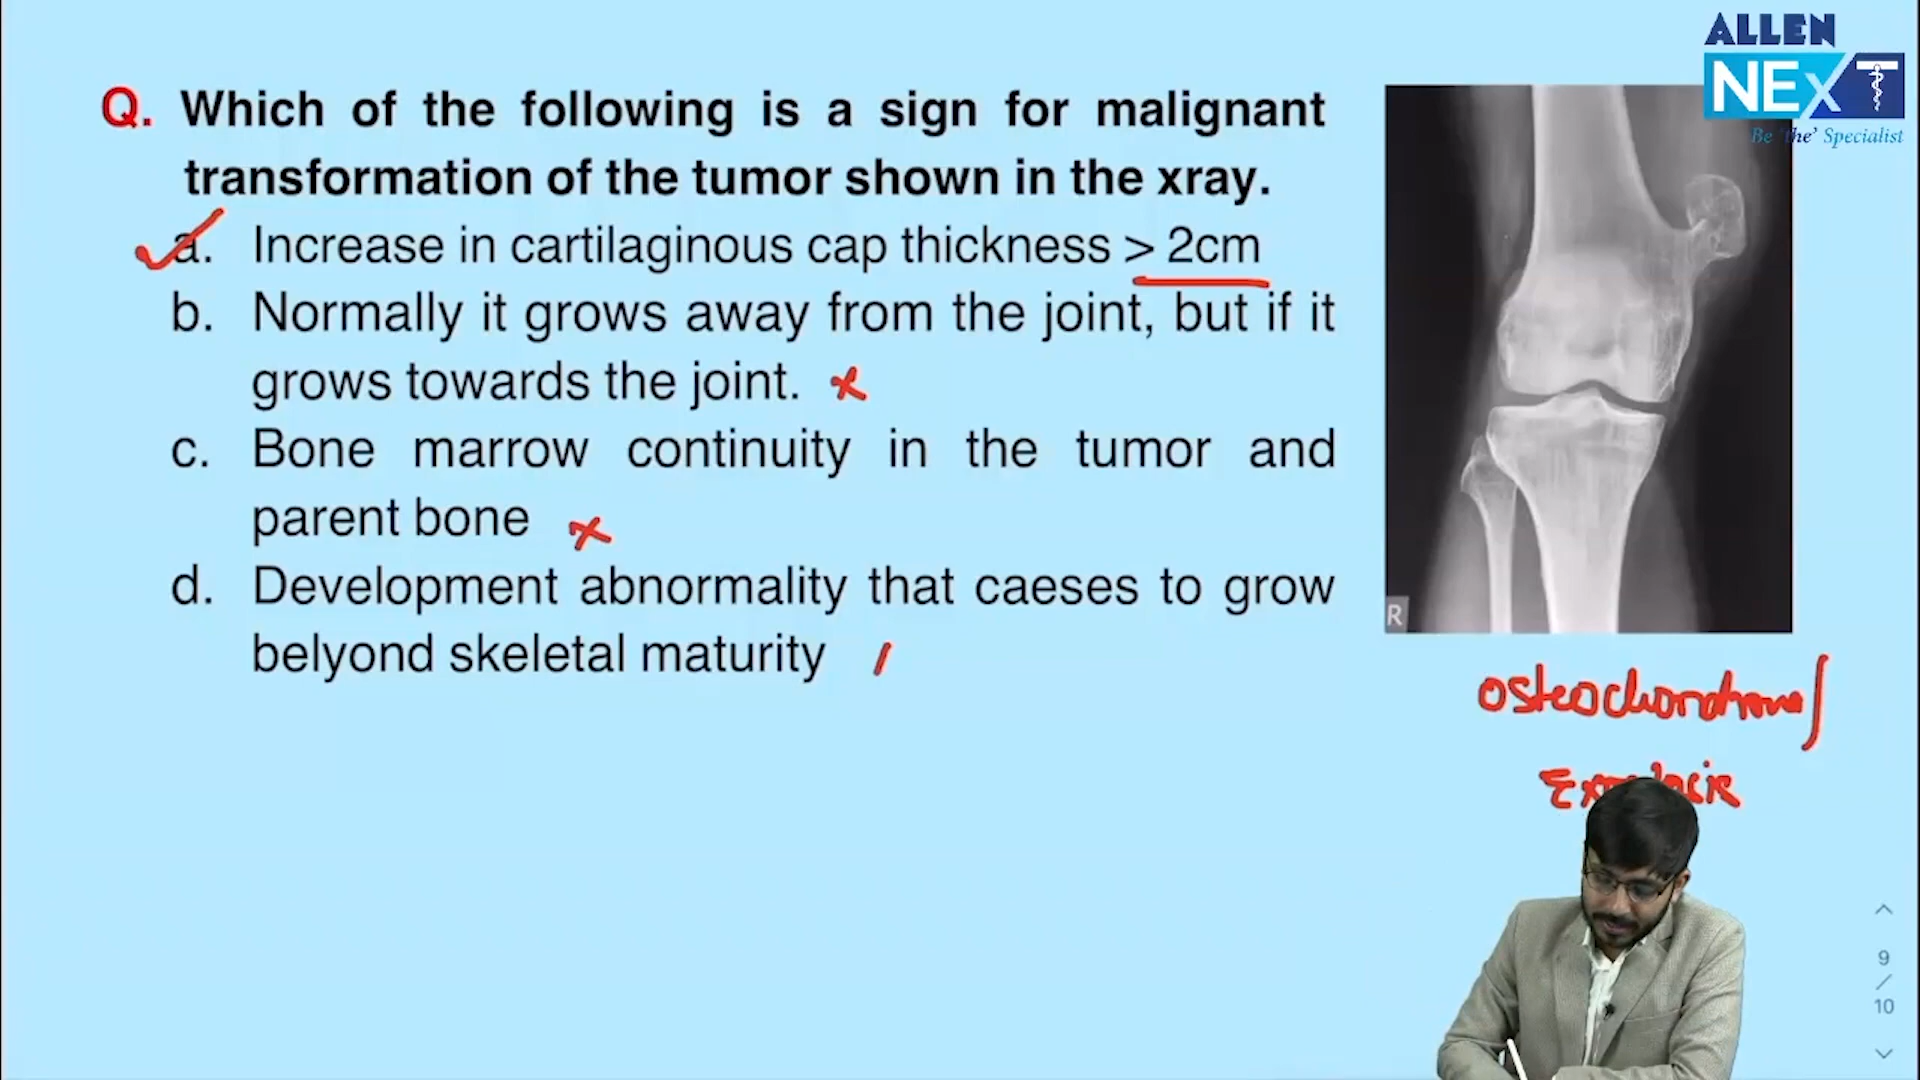 ALLEN
NEXT
Be 'the' Specialist
Q. Which of the following is a sign for malignant
transformation of the tumor shown in the xray.
a. Increase in cartilaginous cap thickness > 2cm
b. Normally it grows away from the joint, but if it
grows towards the joint.
c. Bone marrow continuity in the tumor and
parent bone
d. Development abnormality that caeses to grow
belyond skeletal maturity
R
osteochondroma/
9
/
10